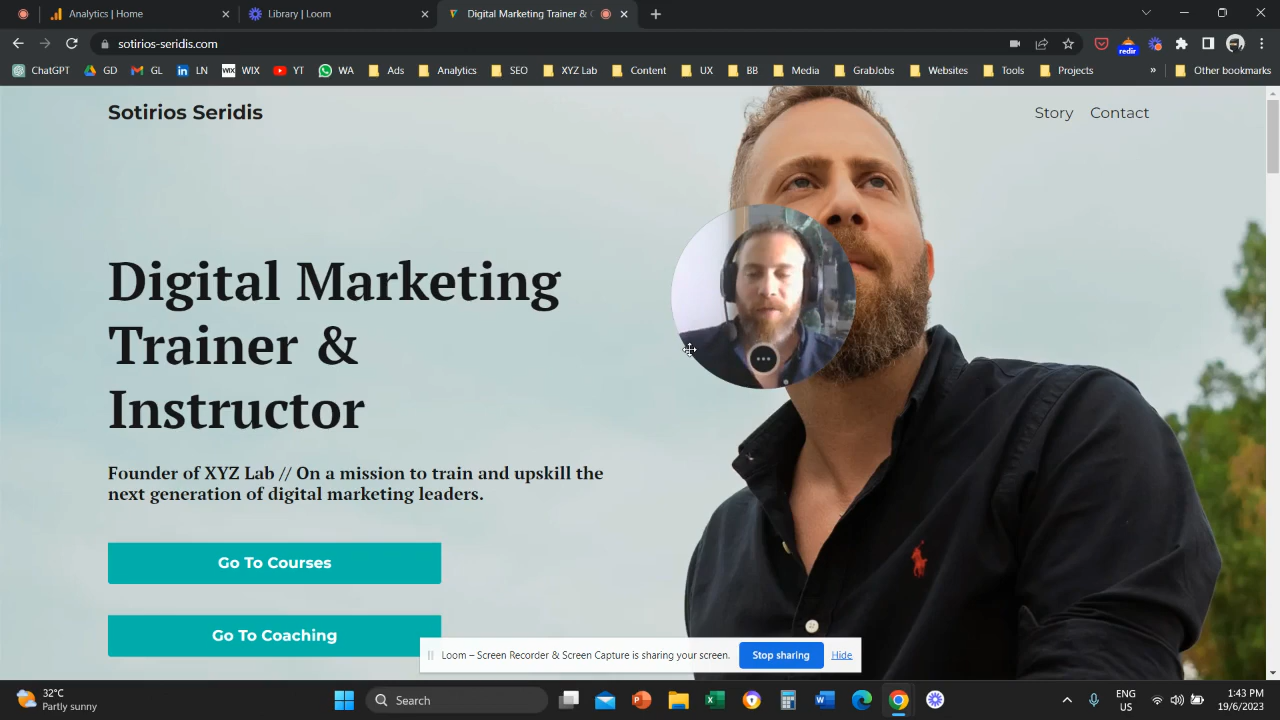 Analytics | Home
Library | Loom
Digital Marketing Trainer &
sotirios-seridis.com
redir
ChatGPT GD GL LN WIX WIX YT WA Ads Analytics SEO XYZ Lab Content UX BB Media GrabJobs Websites Tools Projects » Other bookmarks
Sotirios Seridis
Story Contact
Digital Marketing
Trainer &
Instructor
Founder of XYZ Lab // On a mission to train and upskill the
next generation of digital marketing leaders.
Go To Courses
Go To Coaching
Loom – Screen Recorder & Screen Capture is sharing your screen. Stop sharing Hide
32°C
Partly sunny
Search
ENG
US
1:43 PM
19/6/2023